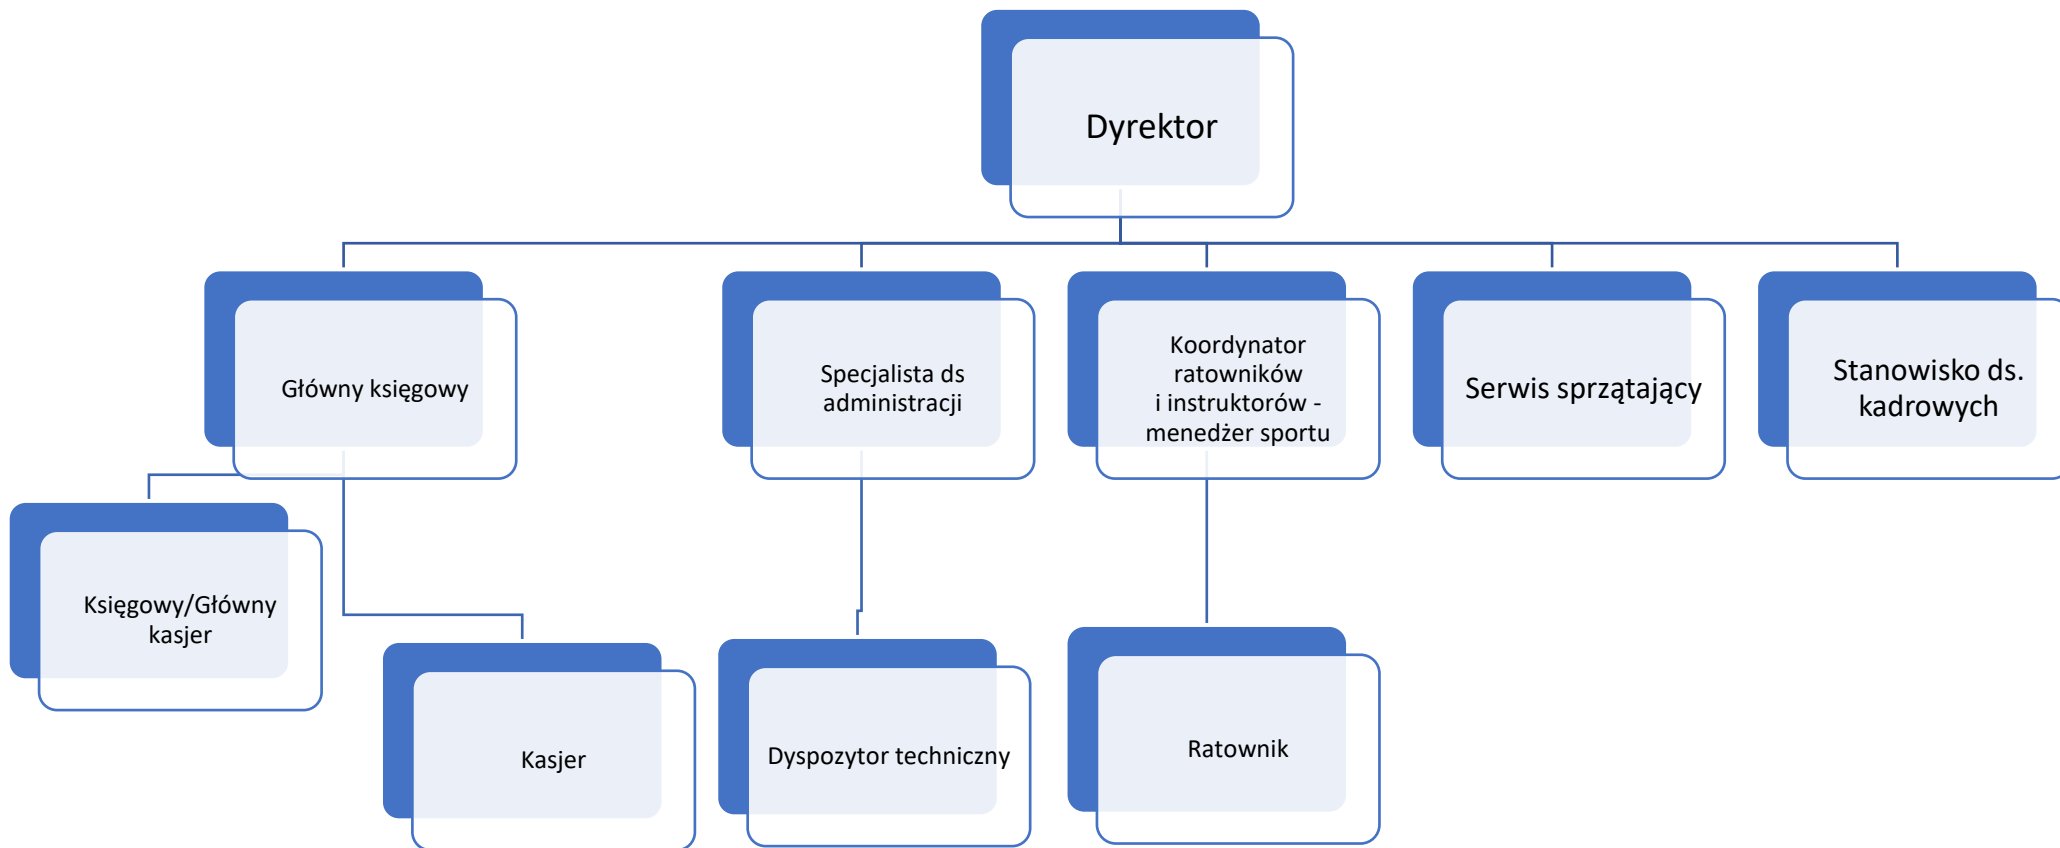 Dyrektor
Główny księgowy
Specjalista ds
administracji
Koordynator
ratowników
i instruktorów -
menedżer sportu
Serwis sprzątający
Stanowisko ds.
kadrowych
Księgowy/Główny
kasjer
Kasjer
Dyspozytor techniczny
Ratownik